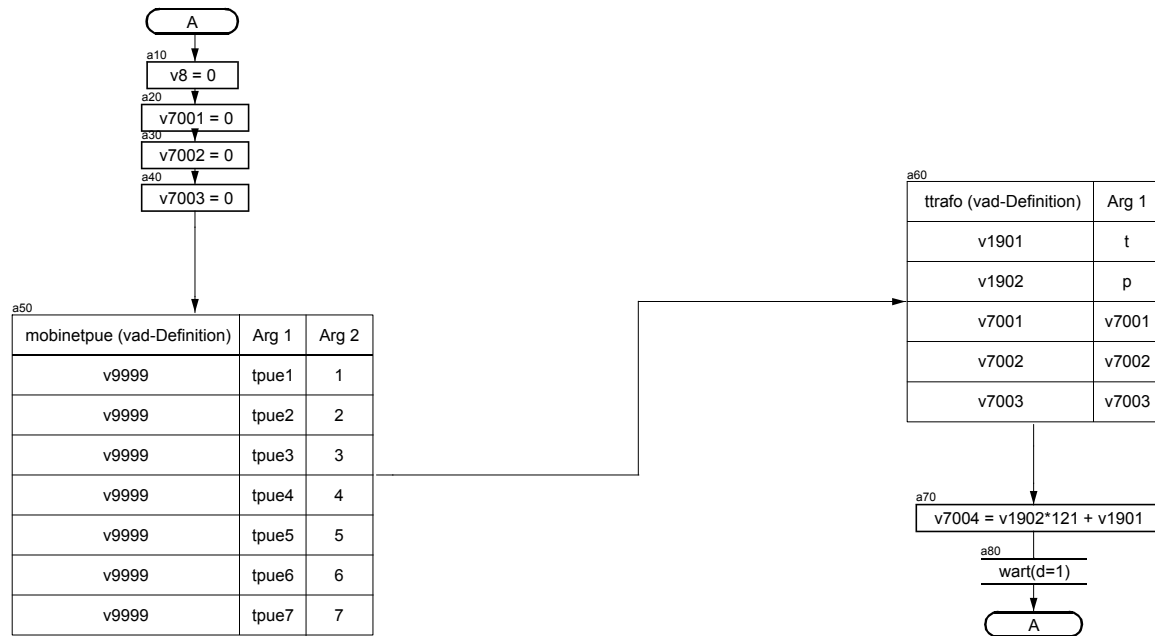 A
a10
v8 = 0
a20
v7001 = 0
a30
v7002 = 0
a40
v7003 = 0
a50
mobinetpue (vad-Definition) Arg 1 Arg 2
v9999 tpue1 1
v9999 tpue2 2
v9999 tpue3 3
v9999 tpue4 4
v9999 tpue5 5
v9999 tpue6 6
v9999 tpue7 7
a60
ttrafo (vad-Definition) Arg 1
v1901 t
v1902 p
v7001 v7001
v7002 v7002
v7003 v7003
a70
v7004 = v1902*121 + v1901
a80
wart(d=1)
A